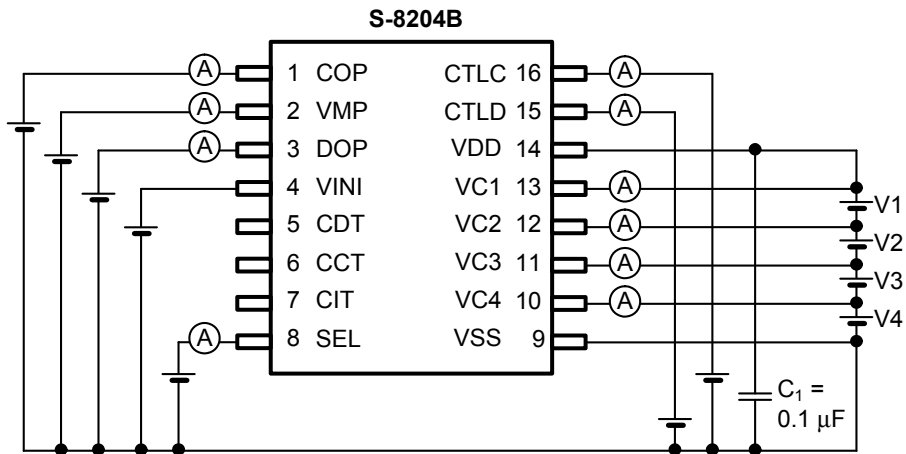 S-8204B
A 1 COP CTLC 16 A
A 2 VMP CTLD 15 A
A 3 DOP VDD 14
4 VINI VC1 13 A
V1
5 CDT VC2 12 A
V2
6 CCT VC3 11 A
V3
7 CIT VC4 10 A
V4
A 8 SEL VSS 9
C₁ =
0.1 μF